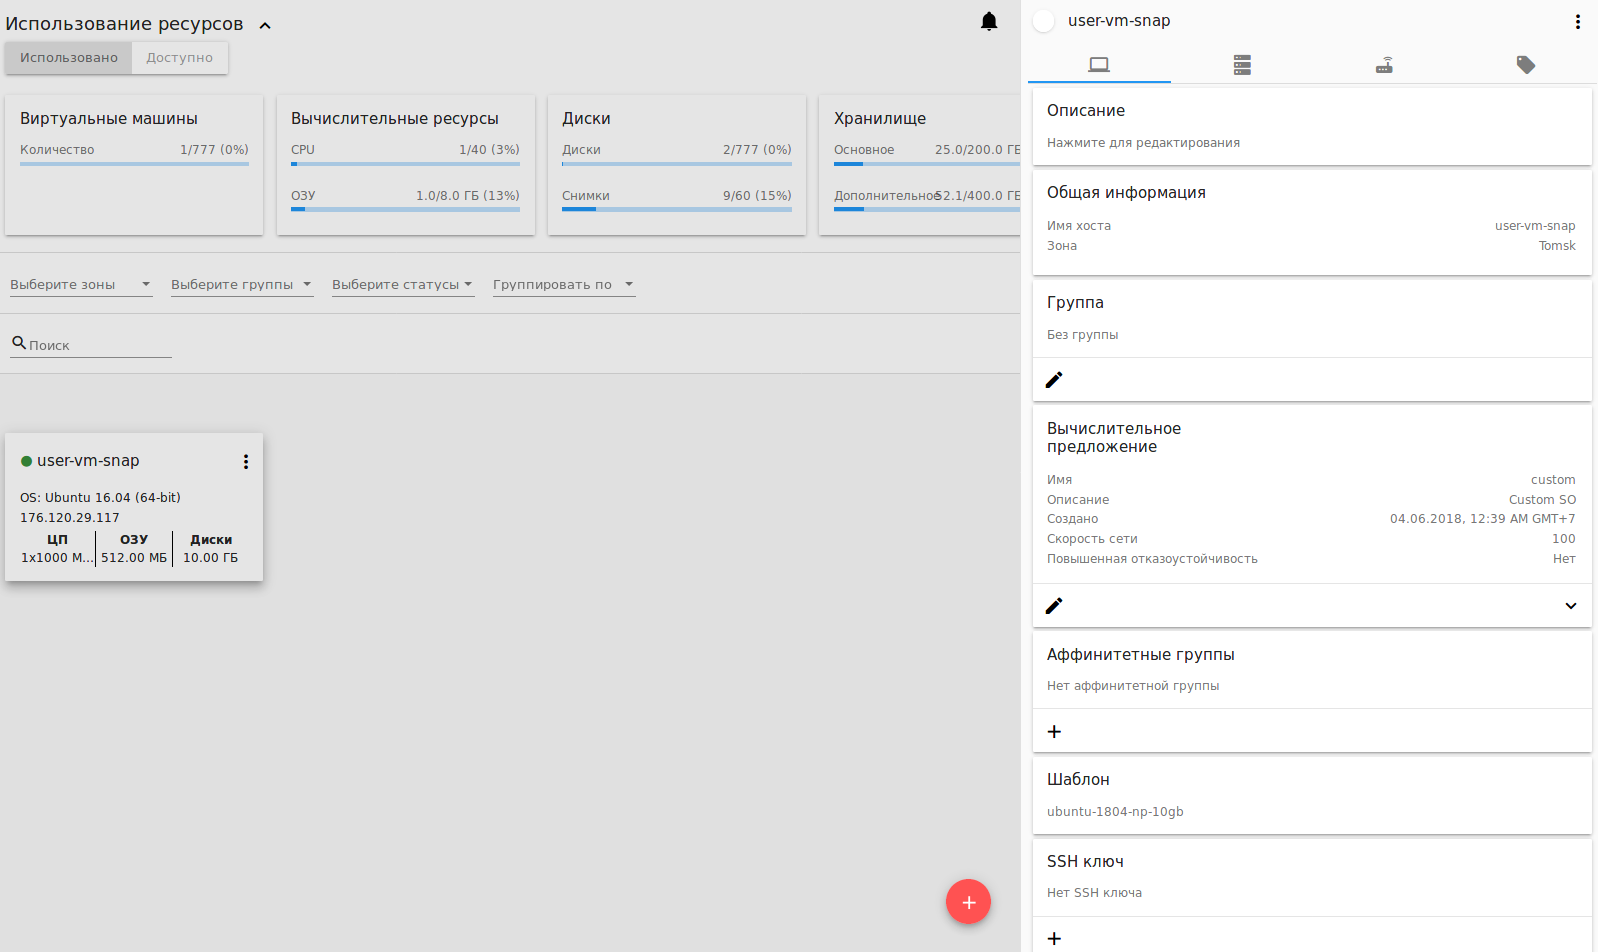 Использование ресурсов
Использовано Доступно
Виртуальные машины
Количество 1/777 (0%)
Вычислительные ресурсы
CPU 1/40 (3%)
ОЗУ 1.0/8.0 ГБ (13%)
Диски
Диски 2/777 (0%)
Снимки 9/60 (15%)
Хранилище
Основное 25.0/200.0 ГБ
Дополнительное 52.1/400.0 ГБ
Выберите зоны Выберите группы Выберите статусы Группировать по
Поиск
user-vm-snap
OS: Ubuntu 16.04 (64-bit)
176.120.29.117
ЦП ОЗУ Диски
1x1000 М... 512.00 МБ 10.00 ГБ
user-vm-snap
Описание
Нажмите для редактирования
Общая информация
Имя хоста user-vm-snap
Зона Tomsk
Группа
Без группы
Вычислительное
предложение
Имя custom
Описание Custom SO
Создано 04.06.2018, 12:39 AM GMT+7
Скорость сети 100
Повышенная отказоустойчивость Нет
Аффинитетные группы
Нет аффинитетной группы
Шаблон
ubuntu-1804-np-10gb
SSH ключ
Нет SSH ключа